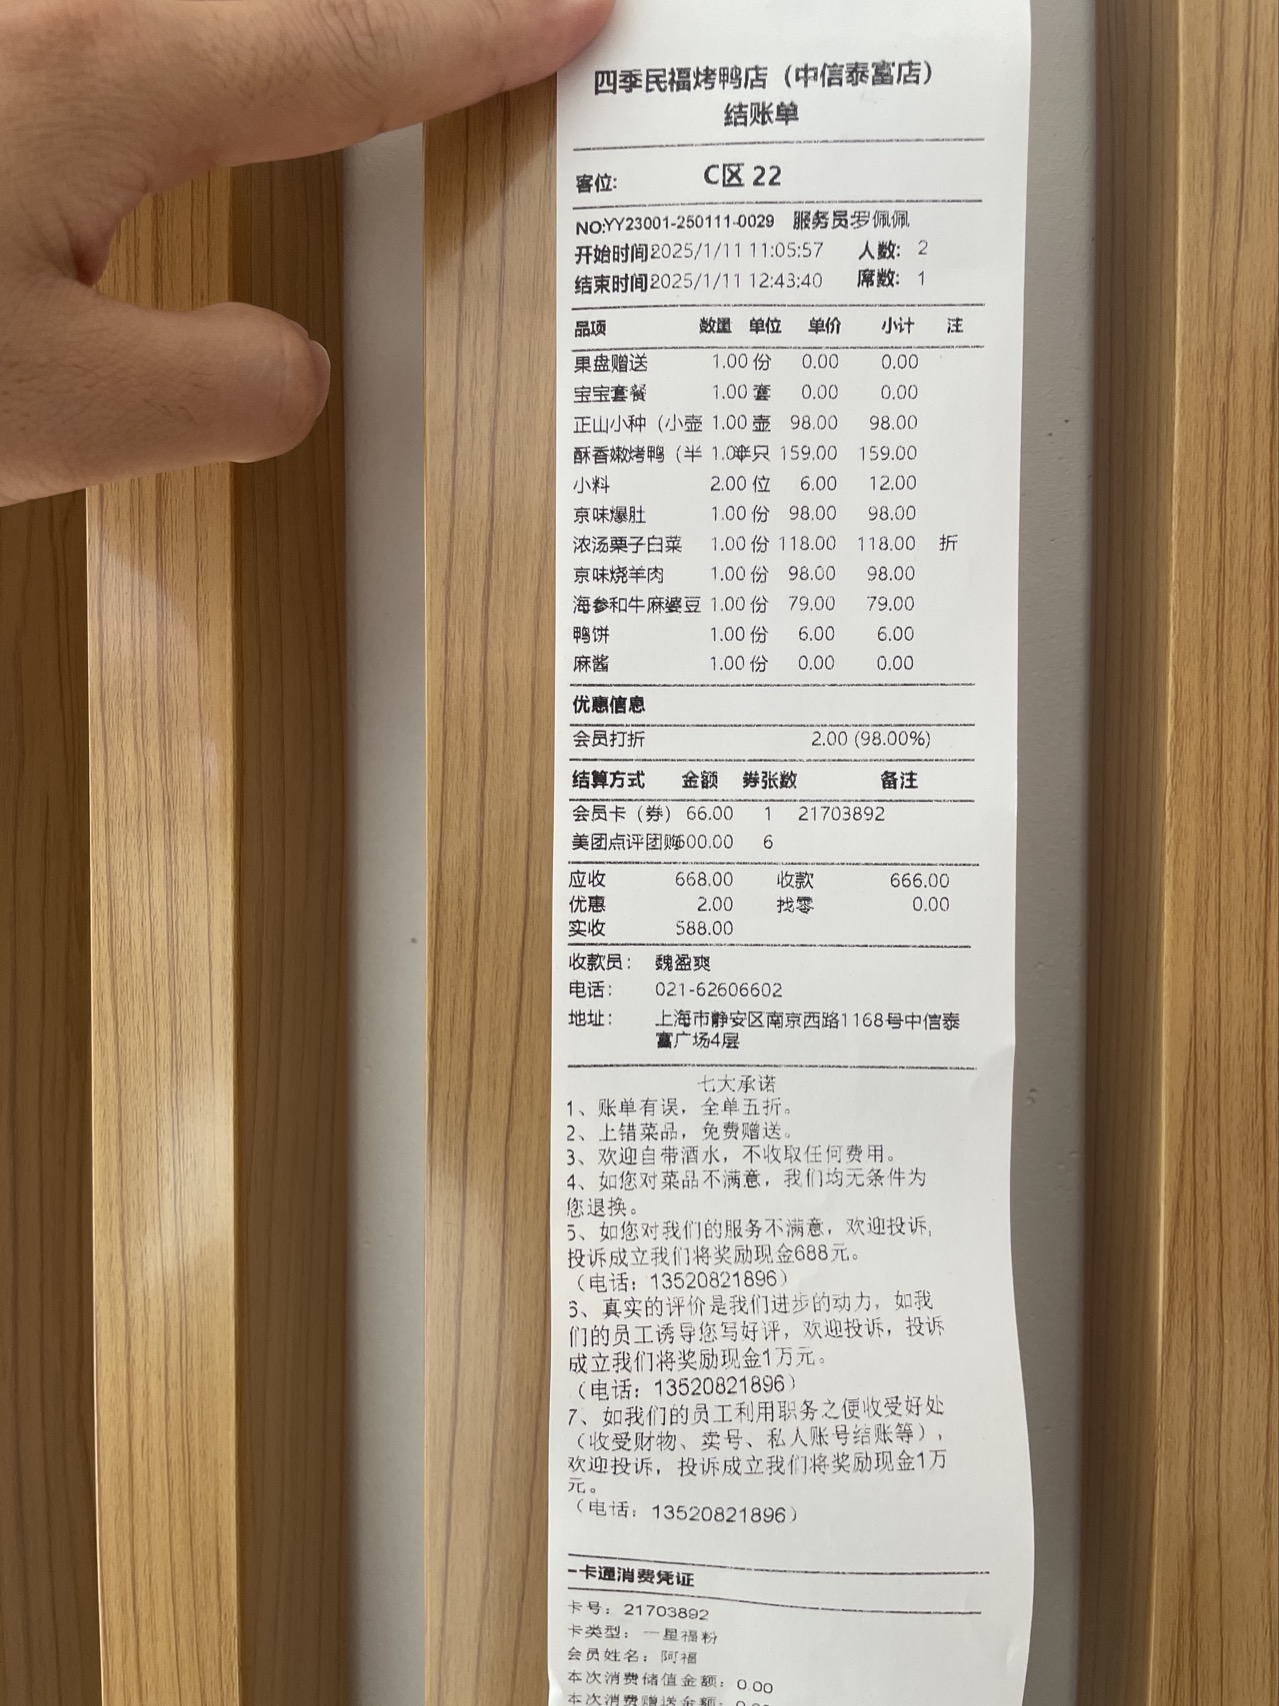 四季民福烤鸭店（中信泰富店）
结账单
客位: C区 22
NO:YY23001-250111-0029 服务员:罗佩佩
开始时间2025/1/11 11:05:57 人数: 2
结束时间2025/1/11 12:43:40 席数: 1
品项 数量 单位 单价 小计 注
果盘赠送 1.00 份 0.00 0.00
宝宝套餐 1.00 套 0.00 0.00
正山小种（小壶 1.00 壶 98.00 98.00
酥香嫩烤鸭（半 1.00半只 159.00 159.00
小料 2.00 位 6.00 12.00
京味爆肚 1.00 份 98.00 98.00
浓汤栗子白菜 1.00 份 118.00 118.00 折
京味烧羊肉 1.00 份 98.00 98.00
海参和牛麻婆豆 1.00 份 79.00 79.00
鸭饼 1.00 份 6.00 6.00
麻酱 1.00 份 0.00 0.00
优惠信息
会员打折 2.00 (98.00%)
结算方式 金额 券张数 备注
会员卡（券） 66.00 1 21703892
美团点评团购600.00 6
应收 668.00 收款 666.00
优惠 2.00 找零 0.00
实收 588.00
收款员: 魏盈爽
电话: 021-62606602
地址: 上海市静安区南京西路1168号中信泰
富广场4层
七大承诺
1、账单有误，全单五折。
2、上错菜品，免费赠送。
3、欢迎自带酒水，不收取任何费用。
4、如您对菜品不满意，我们均无条件为
您退换。
5、如您对我们的服务不满意，欢迎投诉,
投诉成立我们将奖励现金688元。
（电话：13520821896）
6、真实的评价是我们进步的动力，如我
们的员工诱导您写好评，欢迎投诉，投诉
成立我们将奖励现金1万元。
（电话：13520821896）
7、如我们的员工利用职务之便收受好处
（收受财物、卖号、私人账号结账等），
欢迎投诉，投诉成立我们将奖励现金1万
元。
（电话：13520821896）
一卡通消费凭证
卡号：21703892
卡类型：一星福粉
会员姓名：阿福
本次消费储值金额：0.00
本次消费赠送金额：